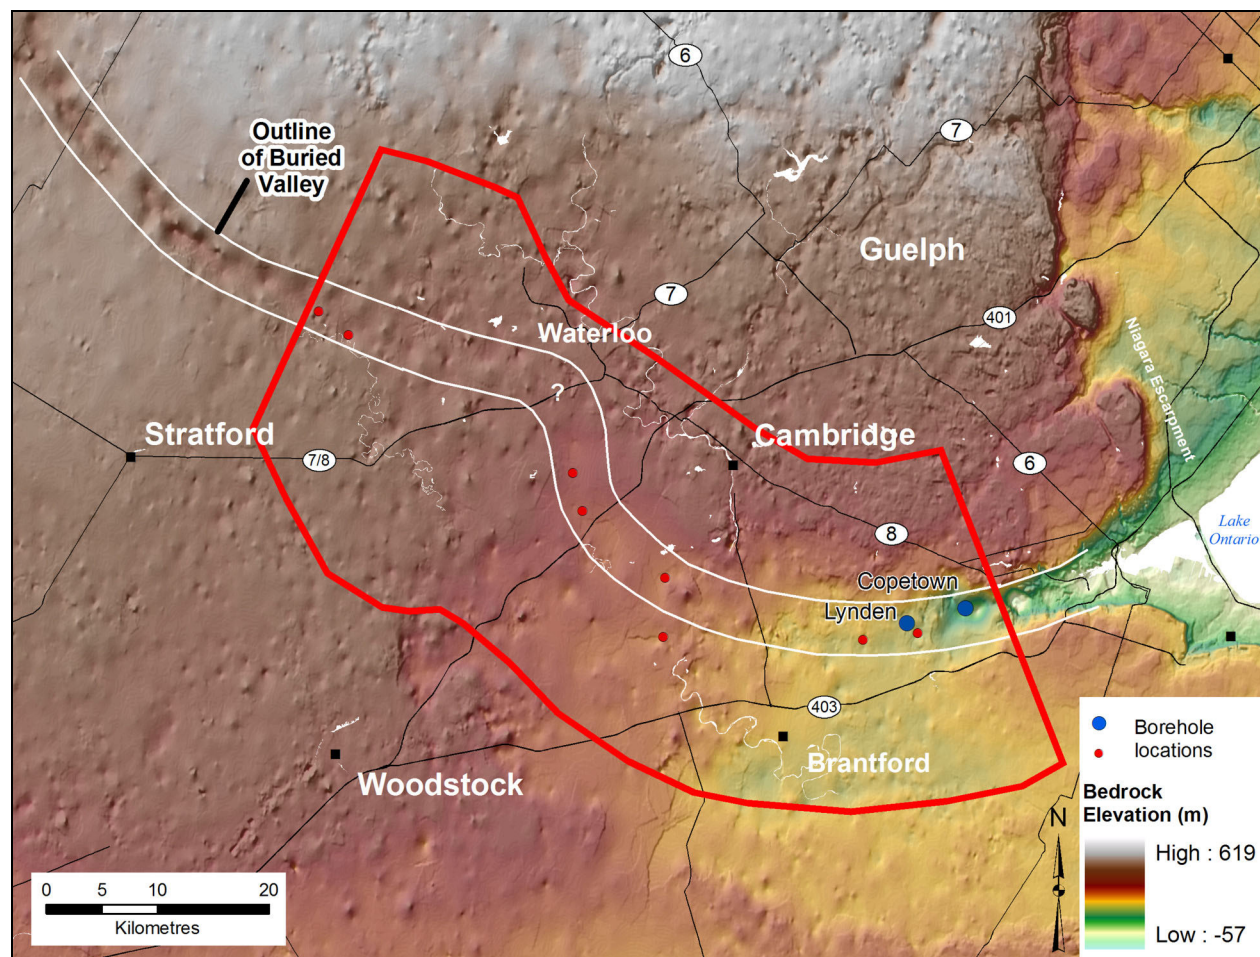 6
7
Outline
of Buried
Valley
Guelph
7
401
Waterloo
Niagara Escarpment
?
Stratford
Cambridge
7/8
6
8
Lake
Ontario
Copetown
Lynden
403
Brantford
Woodstock
Borehole
locations
Bedrock
Elevation (m)
High : 619
Low : -57
N
0 5 10 20
Kilometres